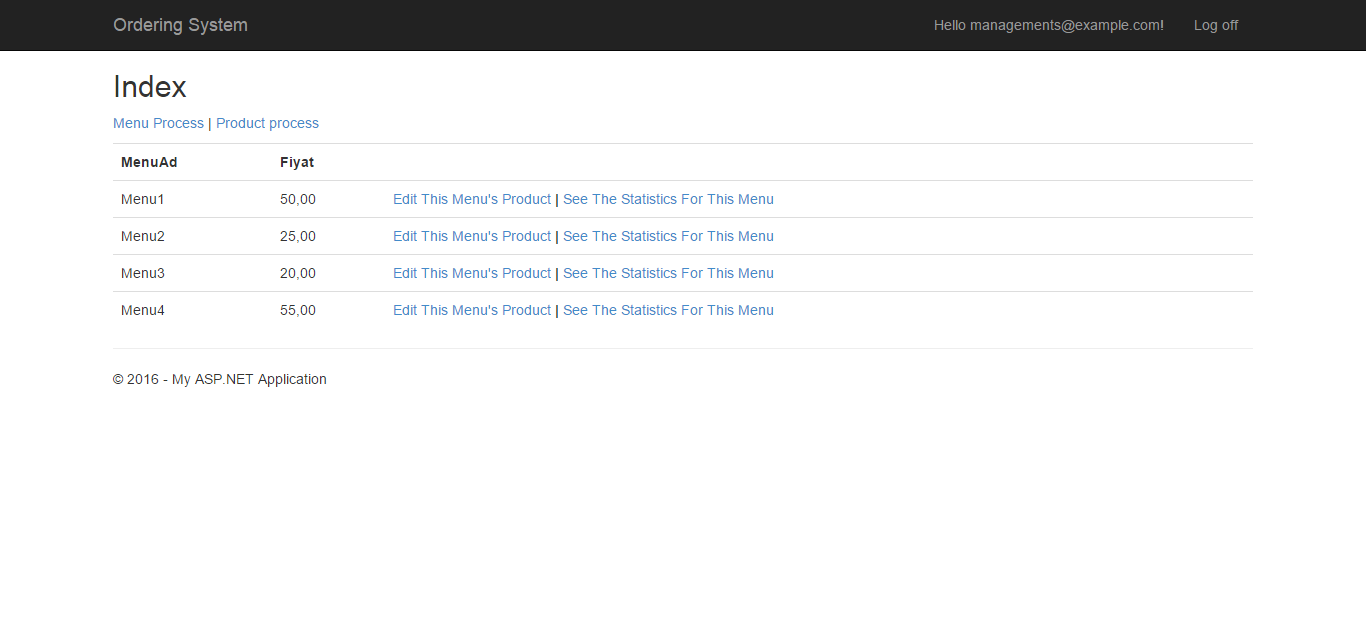 Ordering System Hello managements@example.com! Log off
Index
Menu Process | Product process
MenuAd Fiyat
Menu1 50,00 Edit This Menu's Product | See The Statistics For This Menu
Menu2 25,00 Edit This Menu's Product | See The Statistics For This Menu
Menu3 20,00 Edit This Menu's Product | See The Statistics For This Menu
Menu4 55,00 Edit This Menu's Product | See The Statistics For This Menu
© 2016 - My ASP.NET Application